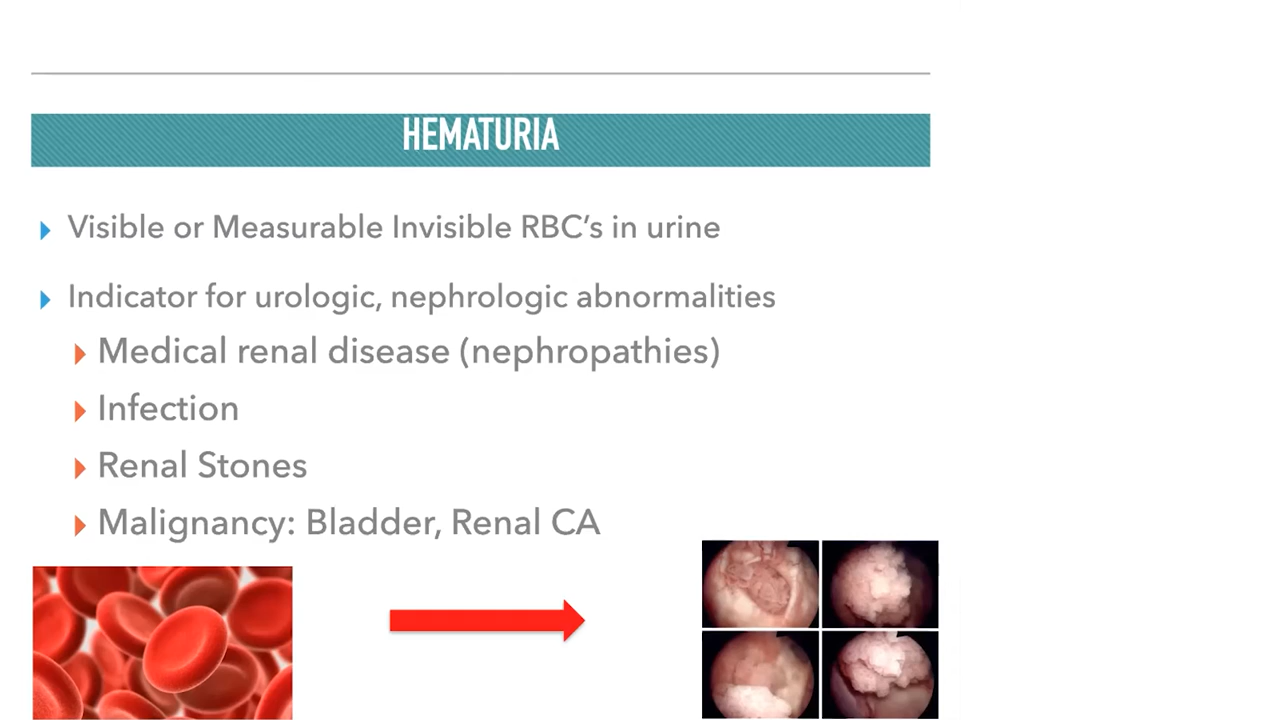 HEMATURIA
Visible or Measurable Invisible RBC’s in urine
Indicator for urologic, nephrologic abnormalities
Medical renal disease (nephropathies)
Infection
Renal Stones
Malignancy: Bladder, Renal CA